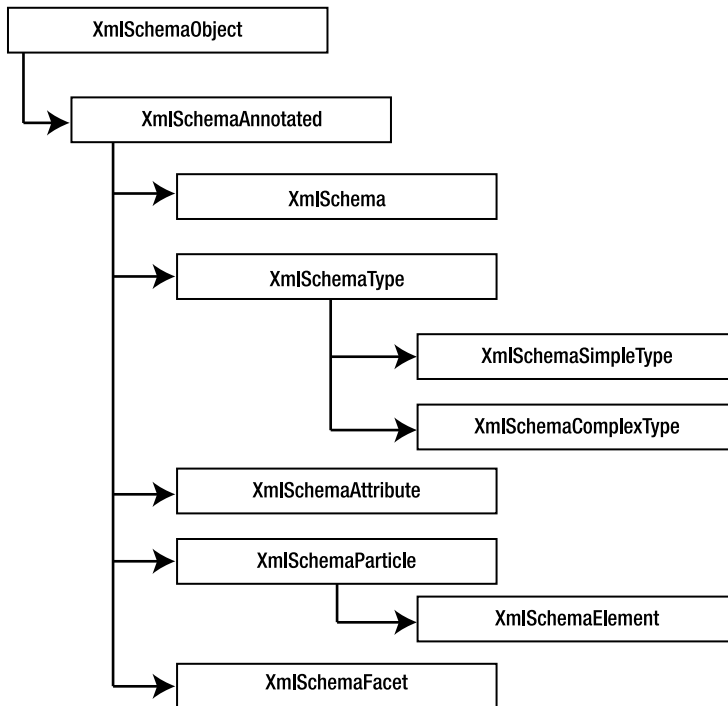 XmlSchemaObject
XmlSchemaAnnotated
XmlSchema
XmlSchemaType
XmlSchemaSimpleType
XmlSchemaComplexType
XmlSchemaAttribute
XmlSchemaParticle
XmlSchemaElement
XmlSchemaFacet